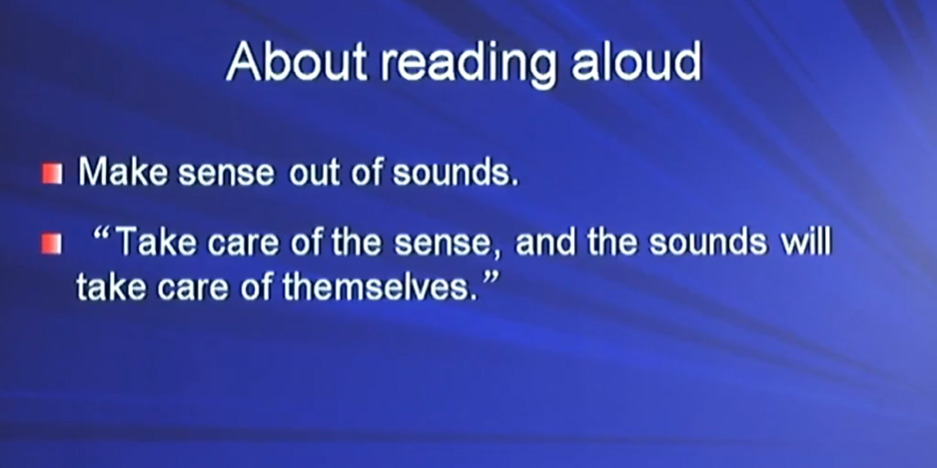 About reading aloud
Make sense out of sounds.
“Take care of the sense, and the sounds will
take care of themselves.”